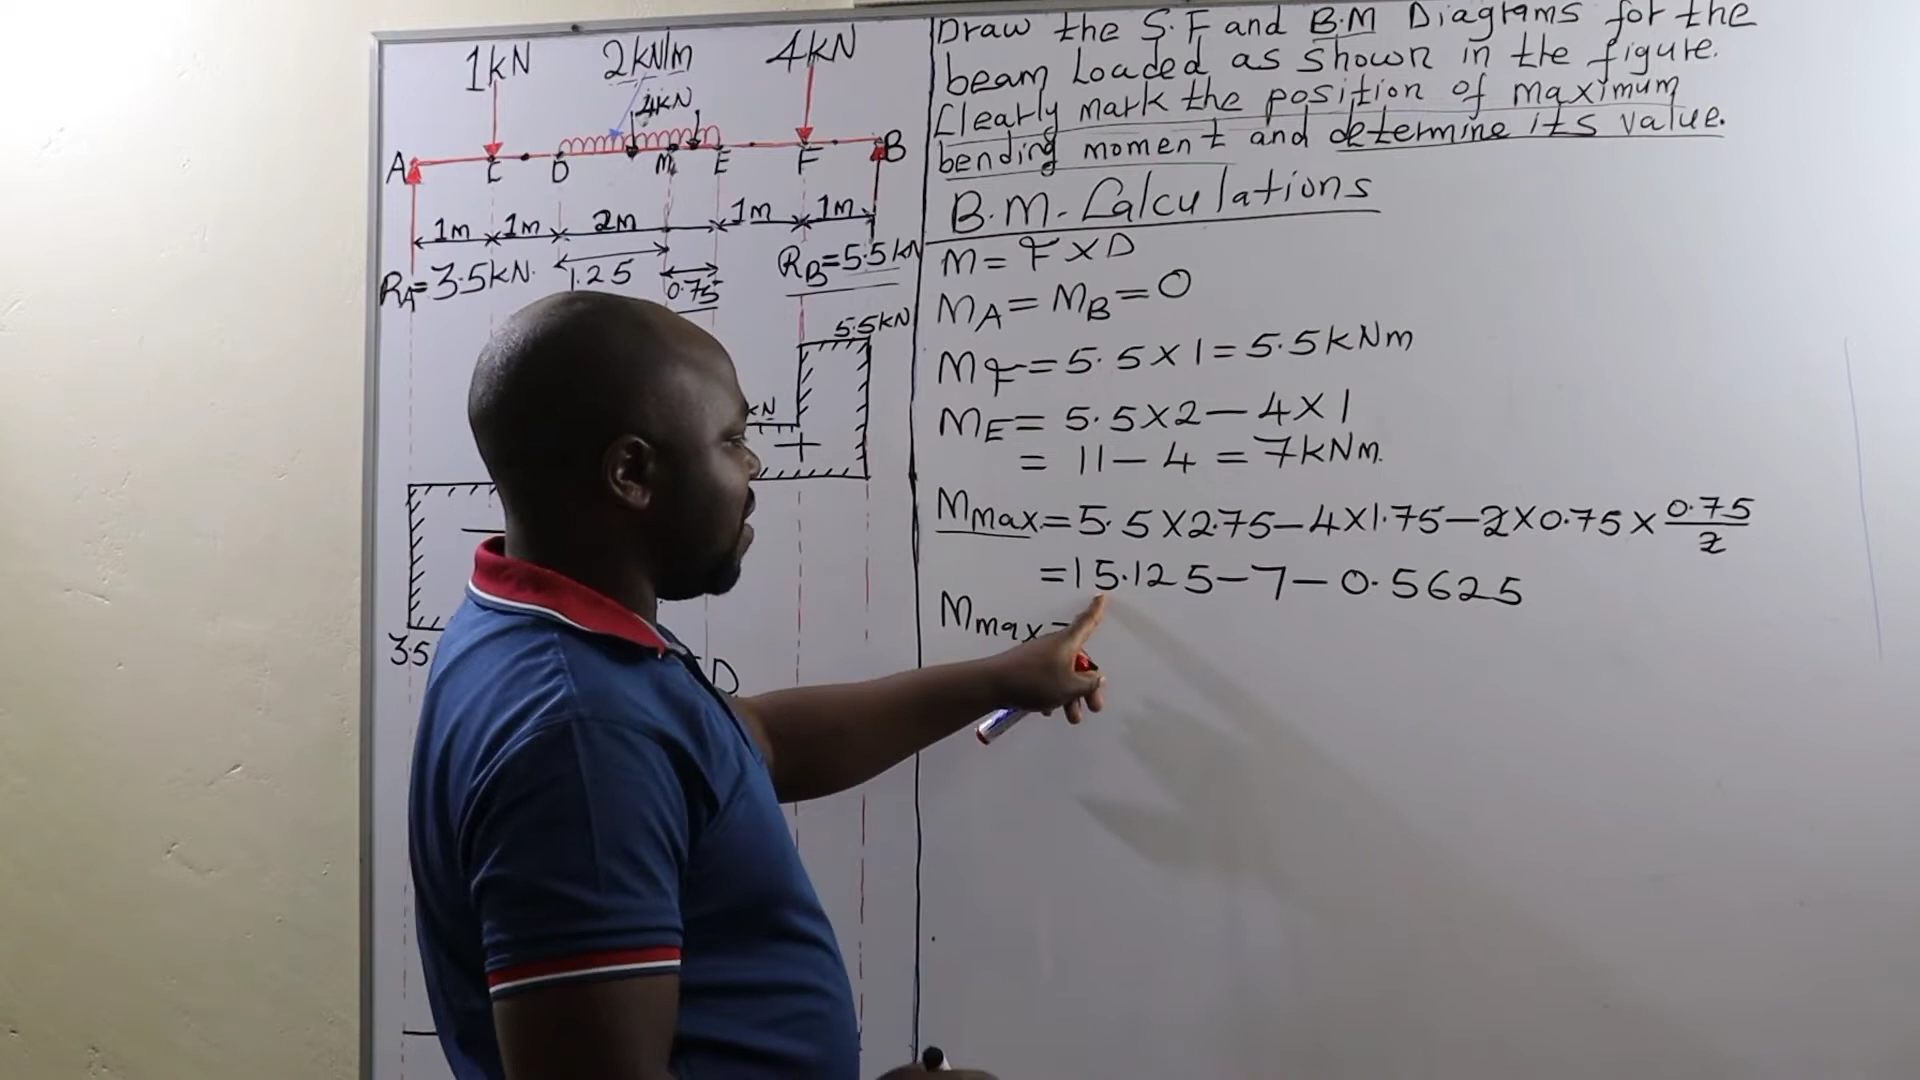 1kN 2kN/m 4kN
4kN
A C D M E F B
1m 1m 2m 1m 1m
RA=3.5kN. 1.25 0.75 RB=5.5kN
5.5kN
kN
+
3.5
D
Draw the S.F and B.M Diagrams for the
beam Loaded as shown in the figure.
Clearly mark the position of maximum
bending moment and determine its value.
B.M. Calculations
M = F X D
MA = MB = 0
MF = 5.5 X 1 = 5.5kNm
ME = 5.5 X 2 - 4 X 1
= 11 - 4 = 7kNm.
Mmax = 5.5 X 2.75 - 4 X 1.75 - 2 X 0.75 X 0.75/2
= 15.125 - 7 - 0.5625
Mmax =